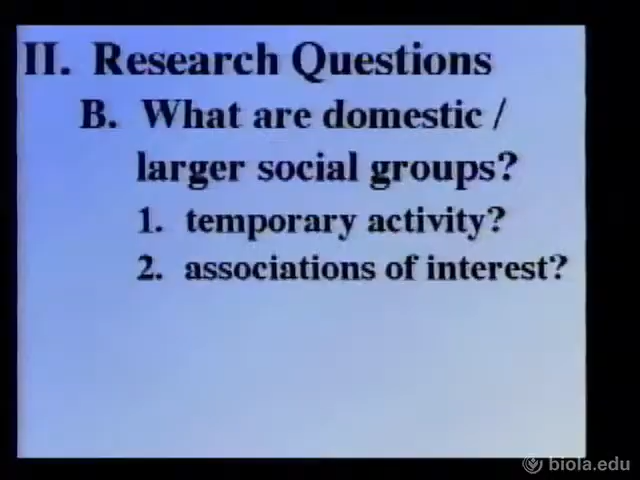 II. Research Questions
B. What are domestic /
larger social groups?
1. temporary activity?
2. associations of interest?
biola.edu